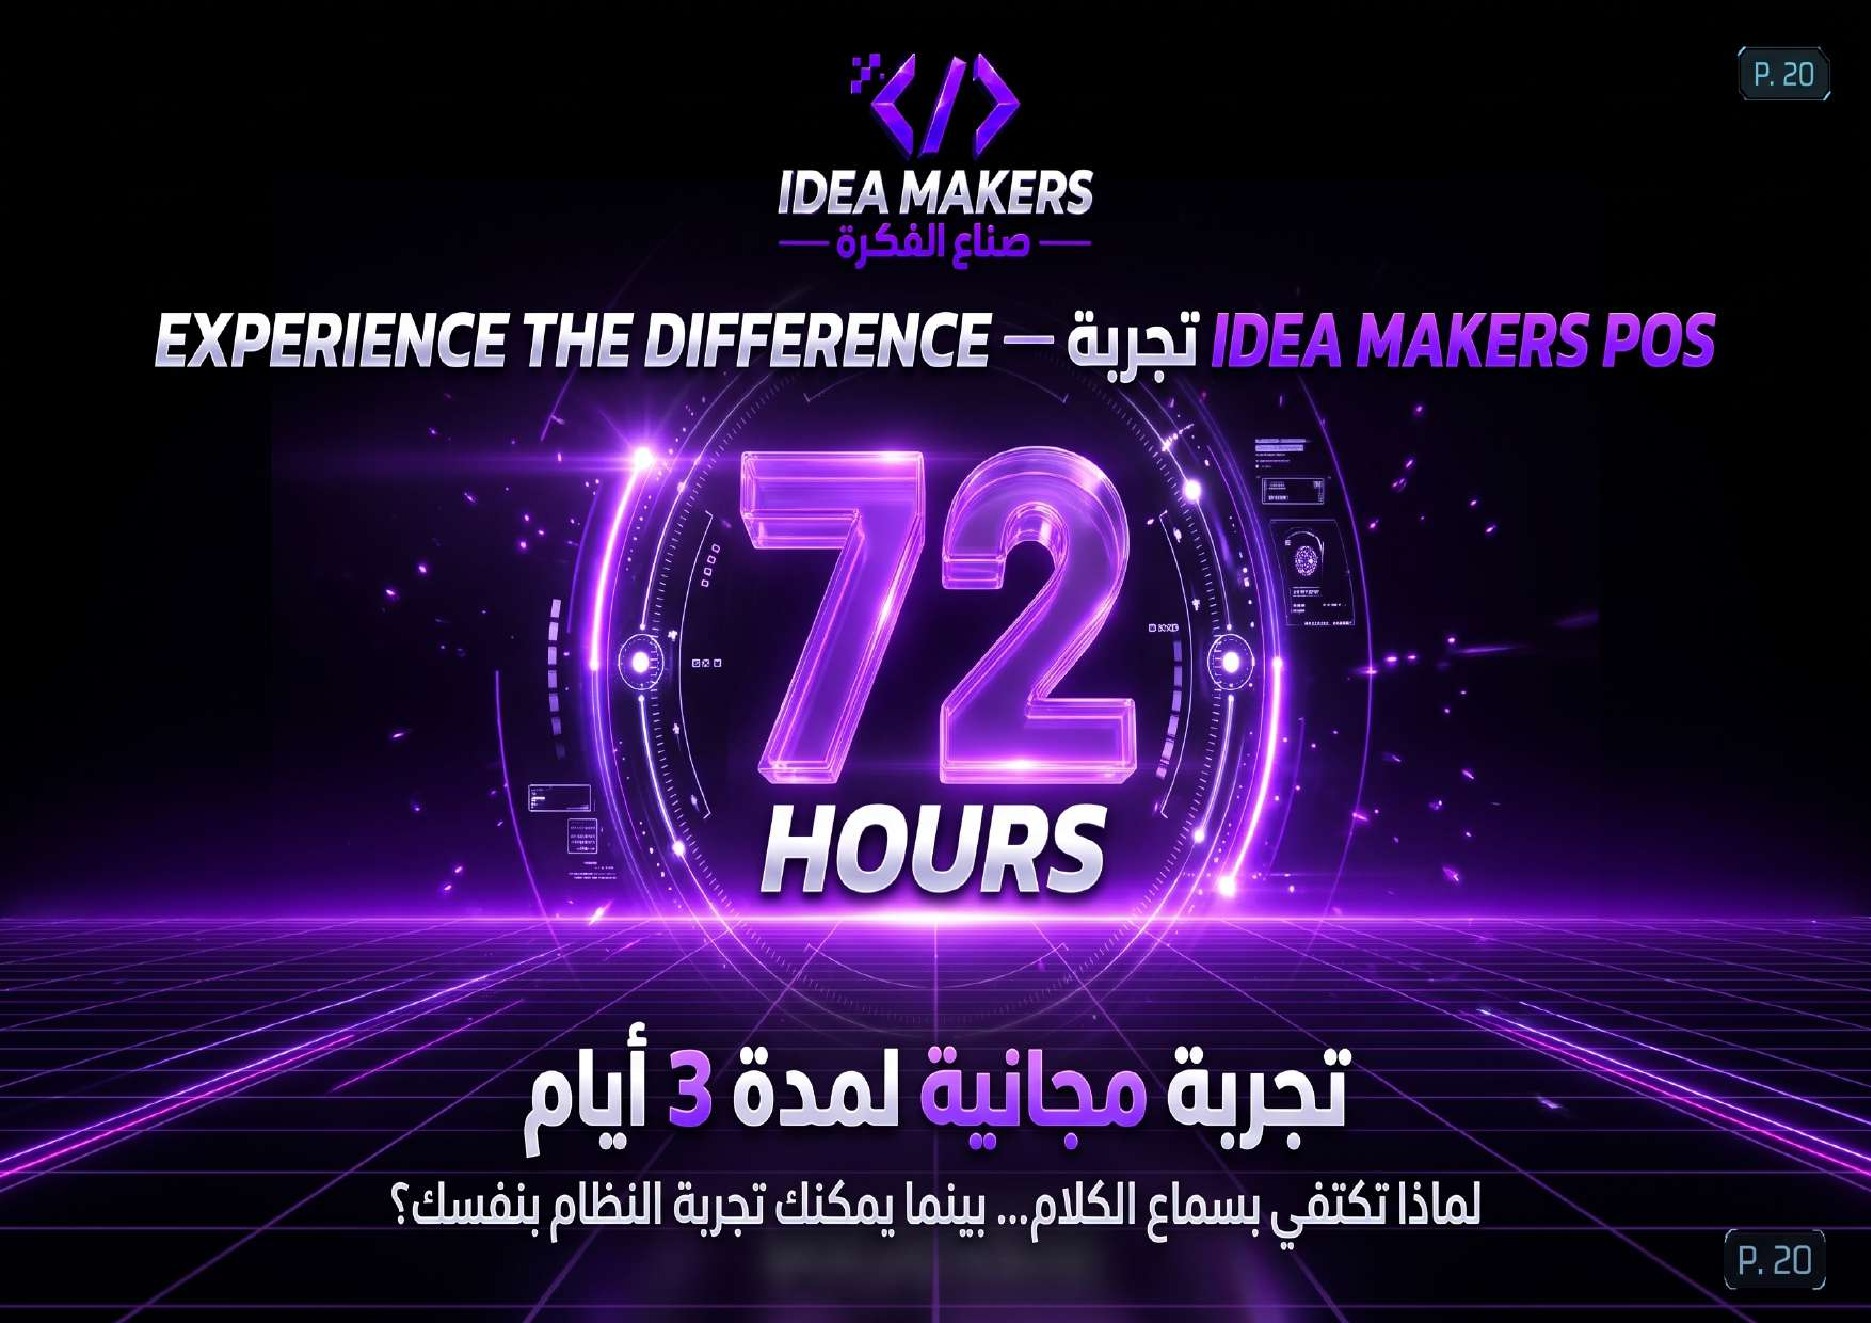 P. 20
IDEA MAKERS
صناع الفكرة
EXPERIENCE THE DIFFERENCE — تجربة IDEA MAKERS POS
72
HOURS
تجربة مجانية لمدة 3 أيام
لماذا تكتفي بسماع الكلام... بينما يمكنك تجربة النظام بنفسك؟
P. 20